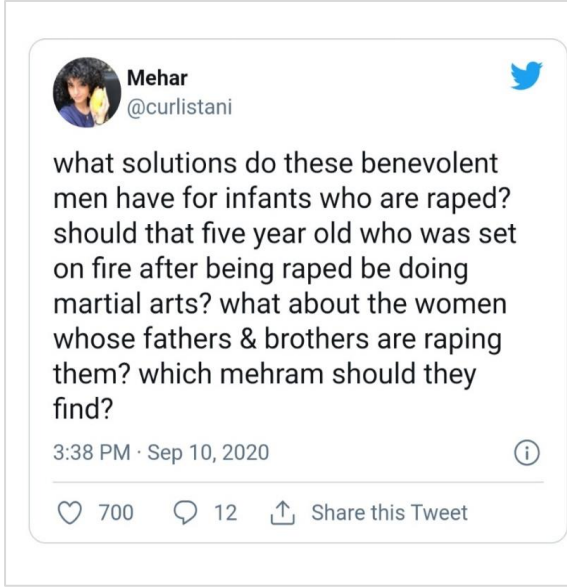 Mehar
@curlistani
what solutions do these benevolent
men have for infants who are raped?
should that five year old who was set
on fire after being raped be doing
martial arts? what about the women
whose fathers & brothers are raping
them? which mehram should they
find?
3:38 PM · Sep 10, 2020
700 12 Share this Tweet